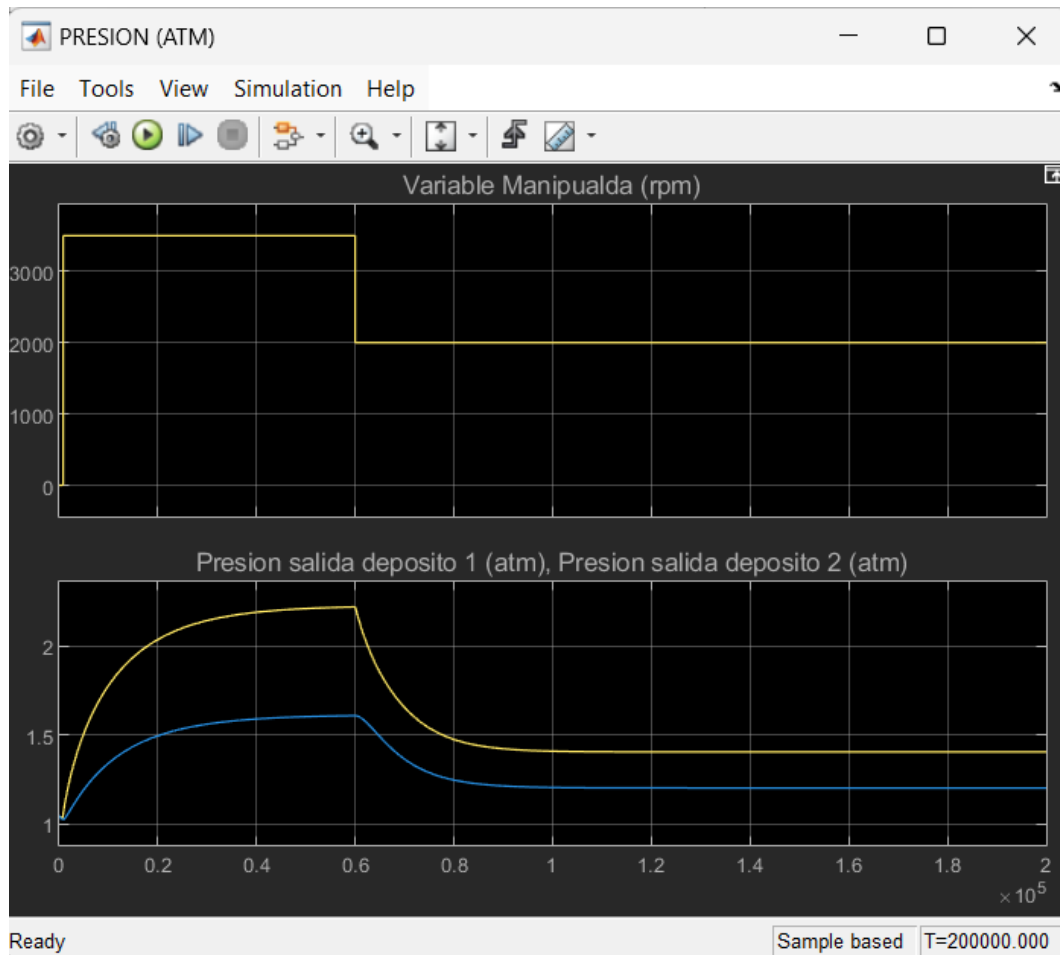 PRESION (ATM)
File Tools View Simulation Help
Variable Manipualda (rpm)
3000
2000
1000
0
Presion salida deposito 1 (atm), Presion salida deposito 2 (atm)
2
1.5
1
0 0.2 0.4 0.6 0.8 1 1.2 1.4 1.6 1.8 2
× 10^5
Ready Sample based T=200000.000